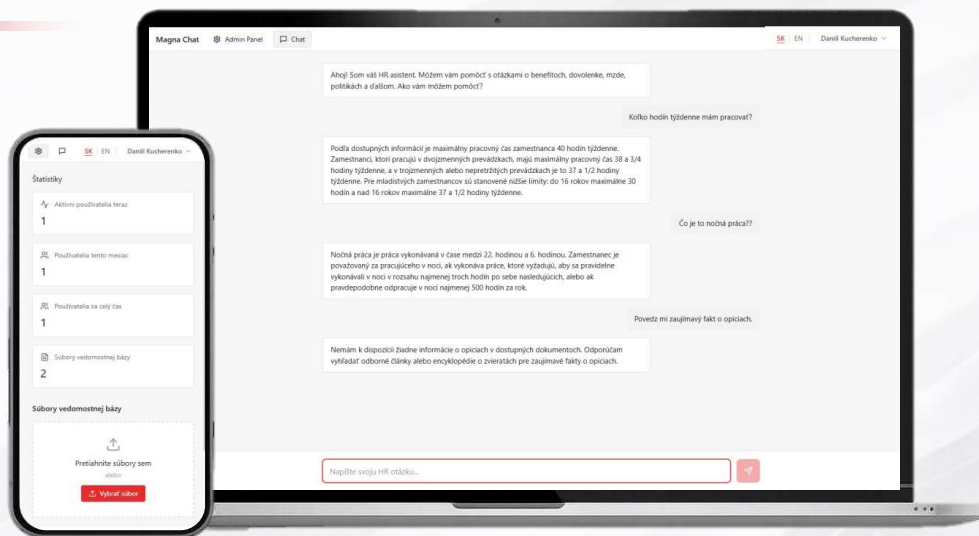 Magna Chat
Admin Panel
Chat
SK EN
Daniil Kucherenko
Ahoj! Som váš HR asistent. Môžem vám pomôcť s otázkami o benefitoch, dovolenke, mzde,
politikách a ďalšom. Ako vám môžem pomôcť?
Koľko hodín týždenne mám pracovať?
Podľa dostupných informácií je maximálny pracovný čas zamestnanca 40 hodín týždenne.
Zamestnanci, ktorí pracujú v dvojzmenných prevádzkach, majú maximálny pracovný čas 38 a 3/4
hodiny týždenne, a v trojzmenných alebo nepretržitých prevádzkach je to 37 a 1/2 hodiny
týždenne. Pre mladistvých zamestnancov sú stanovené nižšie limity: do 16 rokov maximálne 30
hodín a nad 16 rokov maximálne 37 a 1/2 hodiny týždenne.
Čo je to nočná práca??
Nočná práca je práca vykonávaná v čase medzi 22. hodinou a 6. hodinou. Zamestnanec je
považovaný za pracujúceho v noci, ak vykonáva práce, ktoré vyžadujú, aby sa pravidelne
vykonávali v noci v rozsahu najmenej troch hodín po sebe nasledujúcich, alebo ak
pravdepodobne odpracuje v noci najmenej 500 hodín za rok.
Povedz mi zaujímavý fakt o opiciach.
Nemám k dispozícii žiadne informácie o opiciach v dostupných dokumentoch. Odporúčam
vyhľadať odborné články alebo encyklopédie o zvieratách pre zaujímavé fakty o opiciach.
Napíšte svoju HR otázku...
SK EN
Daniil Kucherenko
Štatistiky
Aktívni používatelia teraz
1
Používatelia tento mesiac
1
Používatelia za celý čas
1
Súbory vedomostnej bázy
2
Súbory vedomostnej bázy
Pretiahnite súbory sem
alebo
Vybrať súbor